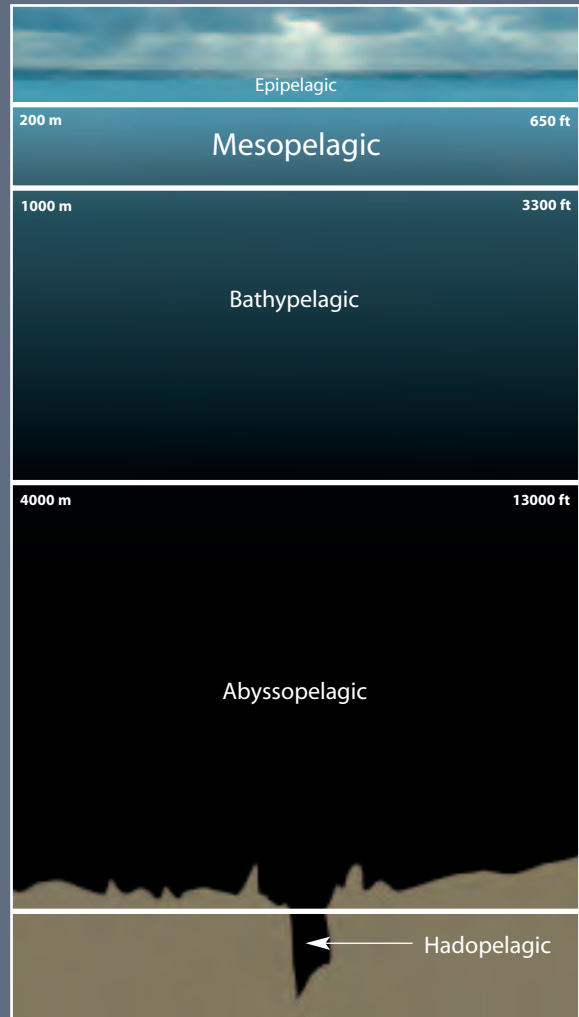 Epipelagic
200 m 650 ft
Mesopelagic
1000 m 3300 ft
Bathypelagic
4000 m 13000 ft
Abyssopelagic
Hadopelagic